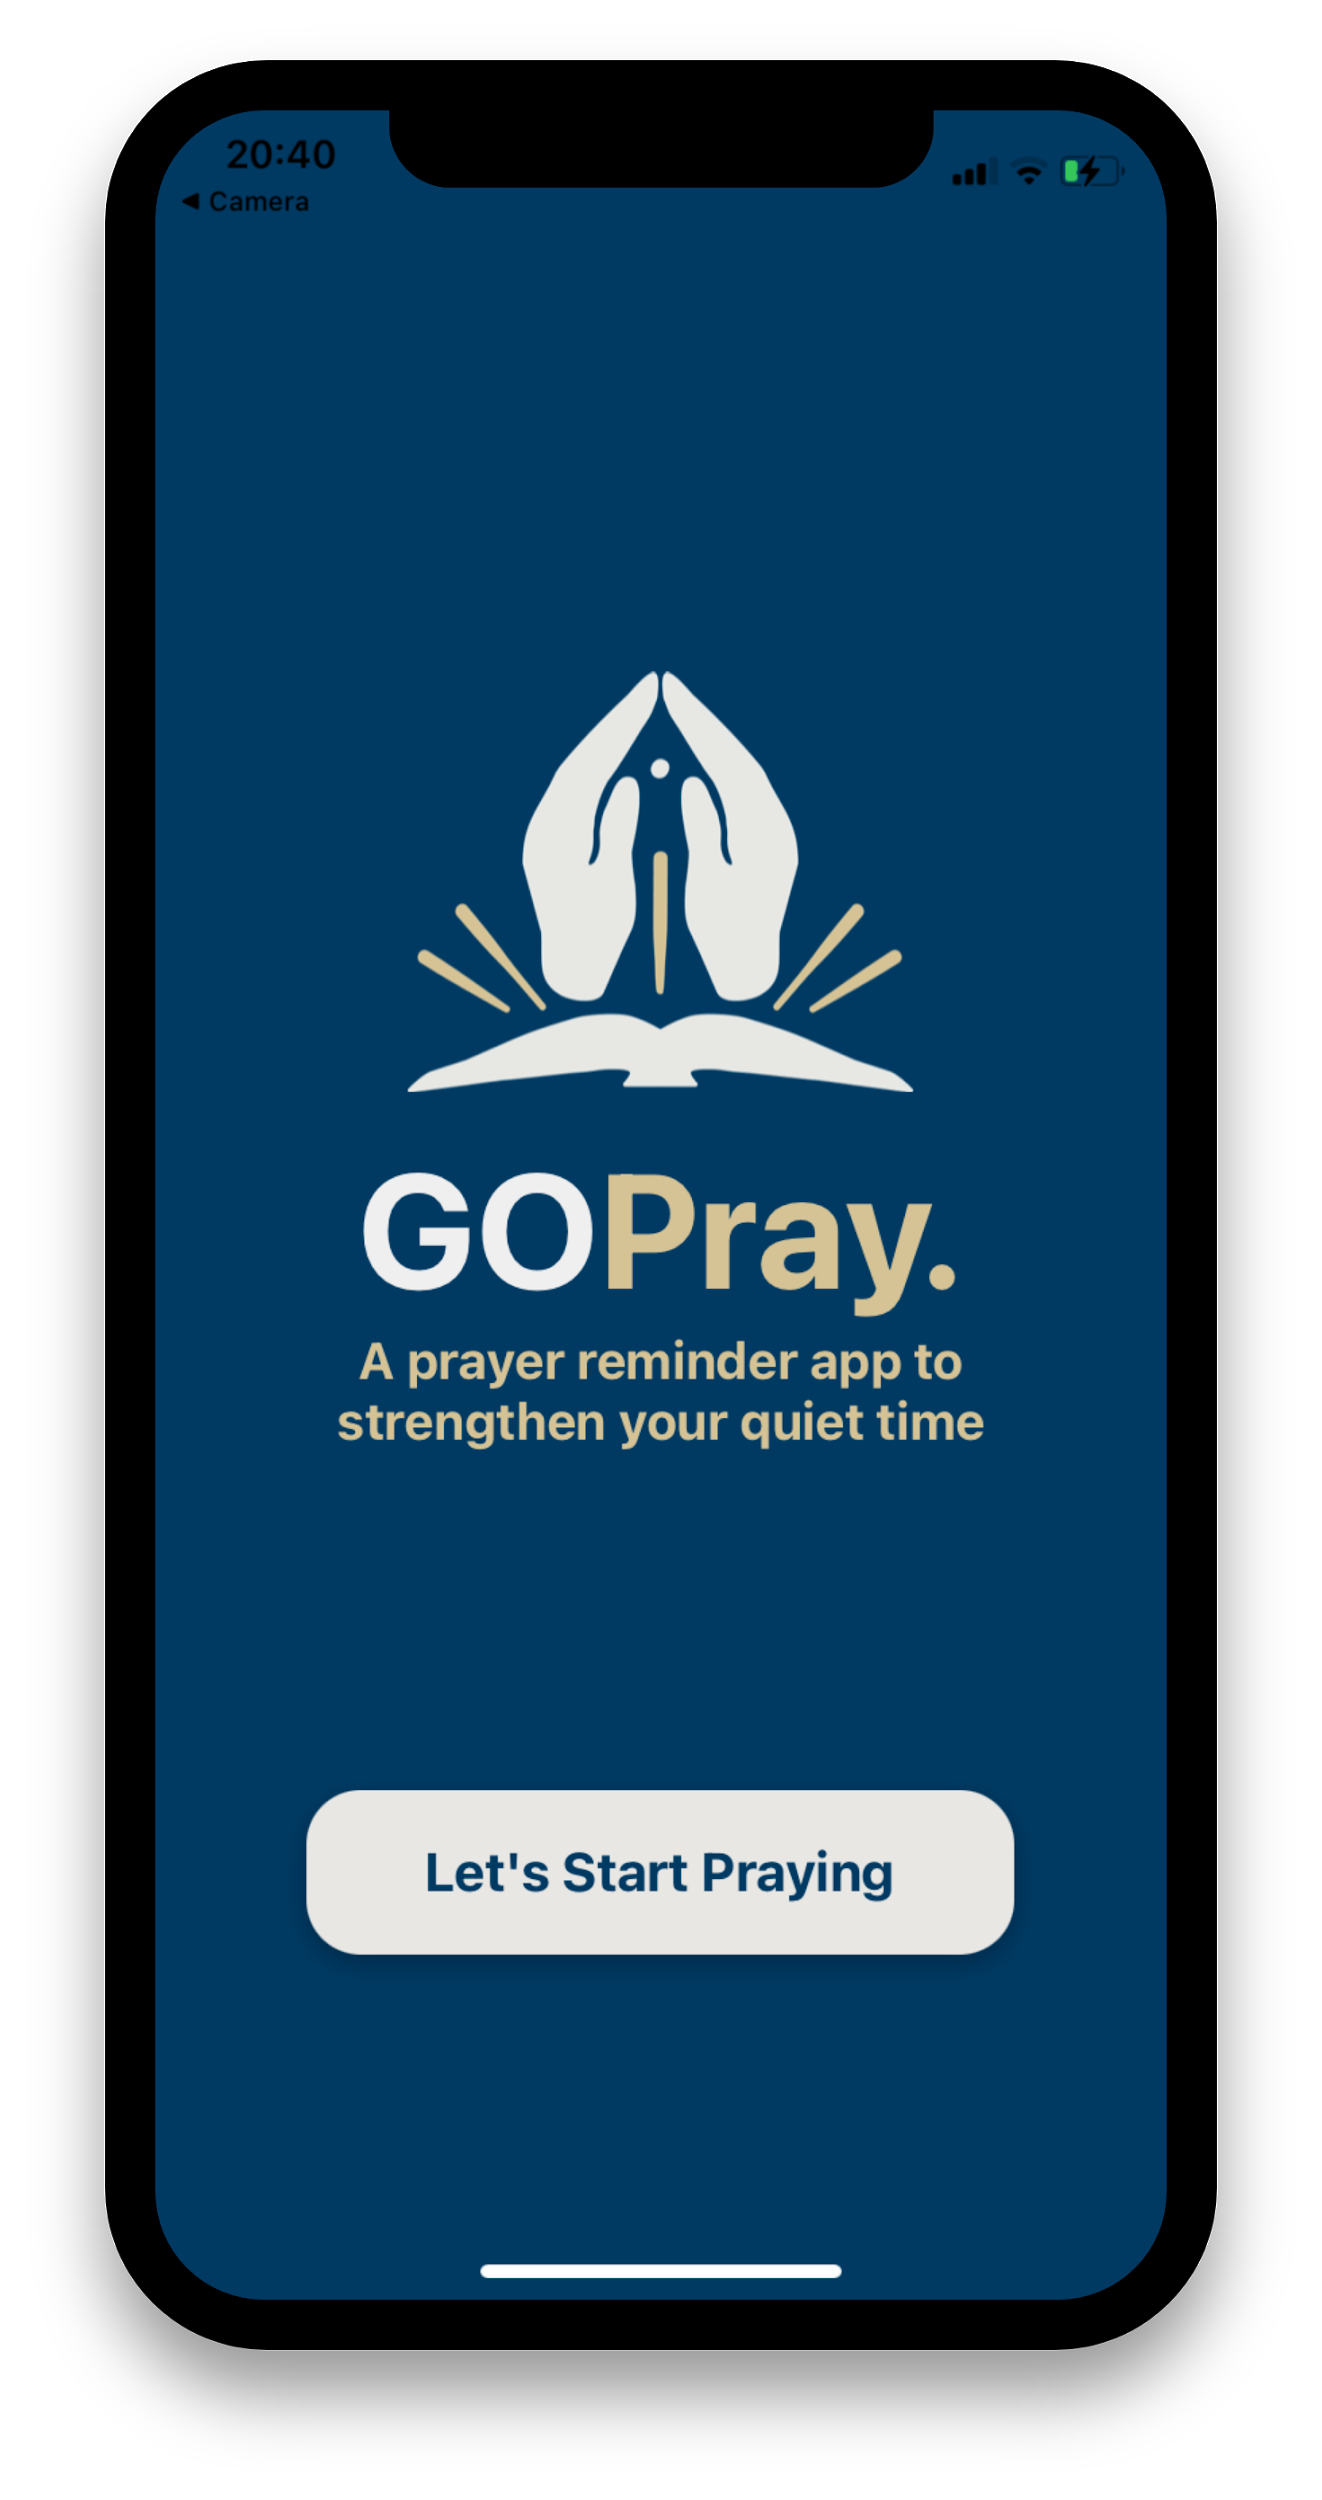 20:40
◀ Camera
GOPray.
A prayer reminder app to
strengthen your quiet time
Let's Start Praying